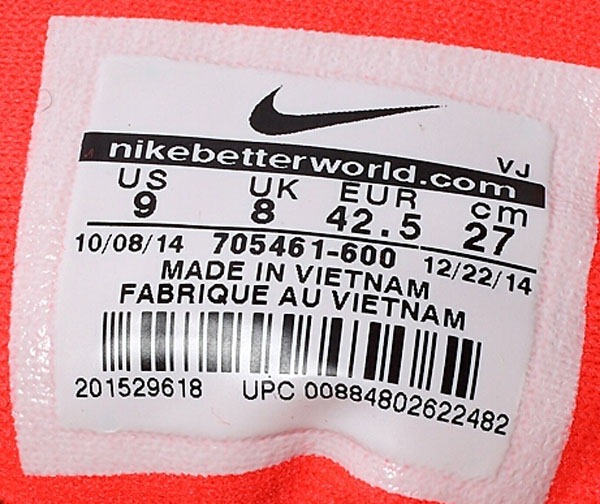 VJ
nikebetterworld.com
US UK EUR cm
9 8 42.5 27
10/08/14 705461-600 12/22/14
MADE IN VIETNAM
FABRIQUE AU VIETNAM
201529618 UPC 00884802622482